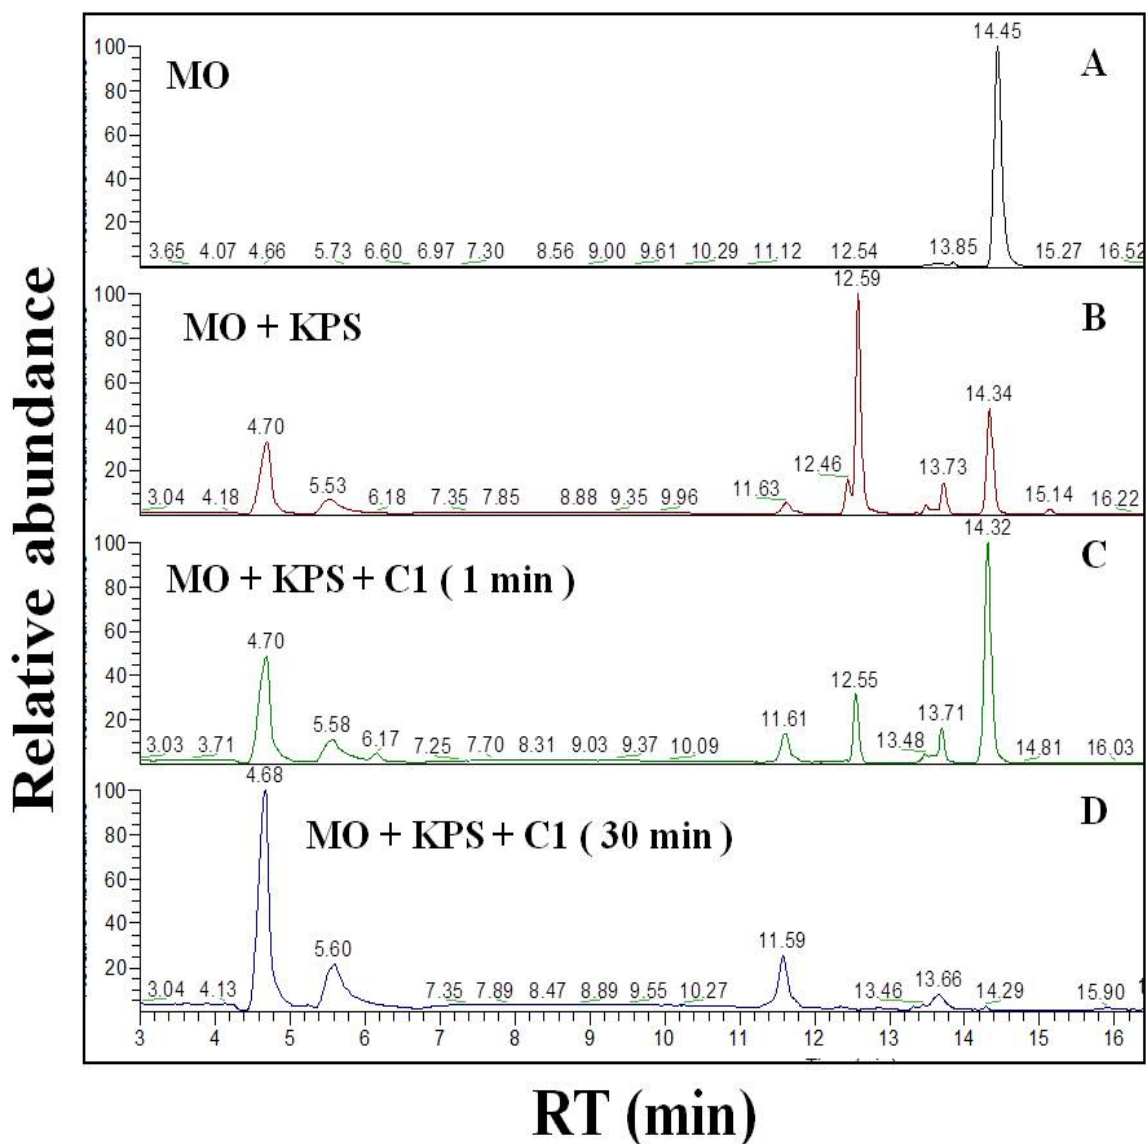 Relative abundance
14.45
100
MO
A
80
60
40
20
3.65 4.07 4.66 5.73 6.60 6.97 7.30 8.56 9.00 9.61 10.29 11.12 12.54 13.85 15.27 16.52
12.59
100
MO + KPS
B
80
60
14.34
4.70
40
20
12.46
13.73
5.53
11.63
3.04 4.18 6.18 7.35 7.85 8.88 9.35 9.96 15.14 16.22
14.32
100
MO + KPS + C1 ( 1 min )
C
80
60
4.70
40
12.55
20
5.58
11.61
13.71
6.17
13.48
3.03 3.71 7.25 7.70 8.31 9.03 9.37 10.09 14.81 16.03
4.68
100
MO + KPS + C1 ( 30 min )
D
80
60
40
5.60
11.59
20
13.66
3.04 4.13 7.35 7.89 8.47 8.89 9.55 10.27 13.46 14.29 15.90
3 4 5 6 7 8 9 10 11 12 13 14 15 16
RT (min)